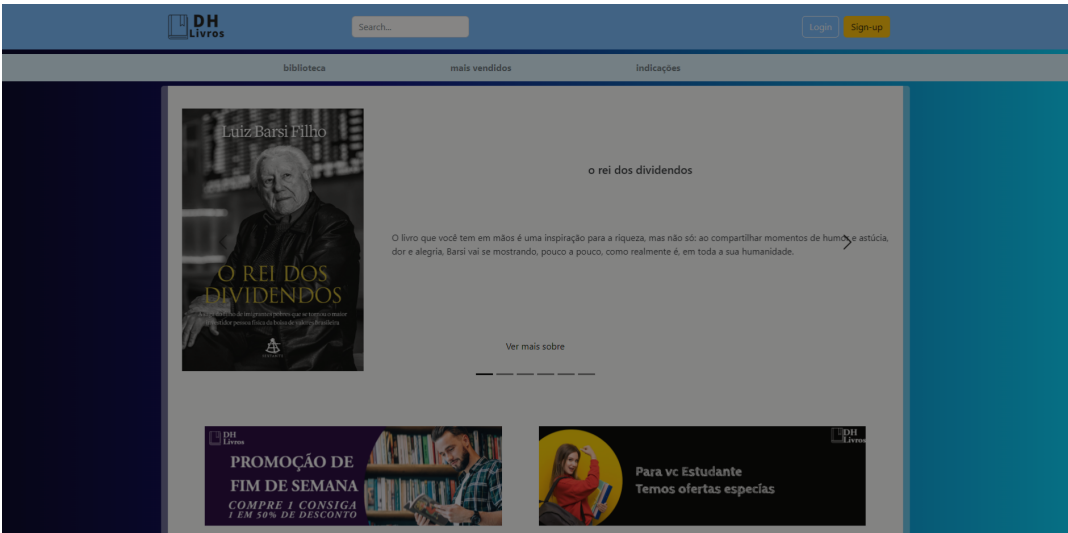 DH
Livros
Search...
Login
Sign-up
biblioteca
mais vendidos
indicações
Luiz Barsi Filho
O REI DOS
DIVIDENDOS
o rei dos dividendos
O livro que você tem em mãos é uma inspiração para a riqueza, mas não só: ao compartilhar momentos de humor e astúcia,
dor e alegria, Barsi vai se mostrando, pouco a pouco, como realmente é, em toda a sua humanidade.
Ver mais sobre
DH
Livros
PROMOÇÃO DE
FIM DE SEMANA
COMPRE 1 CONSIGA
1 EM 50% DE DESCONTO
DH
Livros
Para vc Estudante
Temos ofertas especías